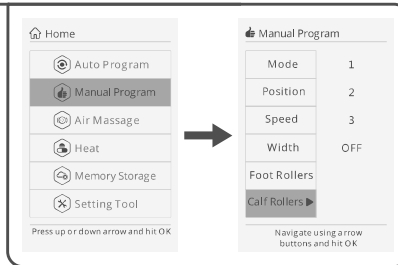 Home
Auto Program
Manual Program
Air Massage
Heat
Memory Storage
Setting Tool
Press up or down arrow and hit OK
Manual Program
Mode 1
Position 2
Speed 3
Width OFF
Foot Rollers
Calf Rollers
Navigate using arrow
buttons and hit OK